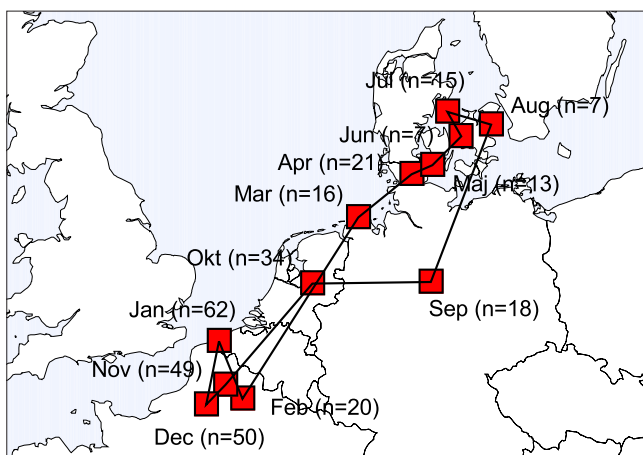 Jul (n=15)
Aug (n=7)
Jun (n=7)
Apr (n=21)
Maj (n=13)
Mar (n=16)
Okt (n=34)
Sep (n=18)
Jan (n=62)
Nov (n=49)
Feb (n=20)
Dec (n=50)